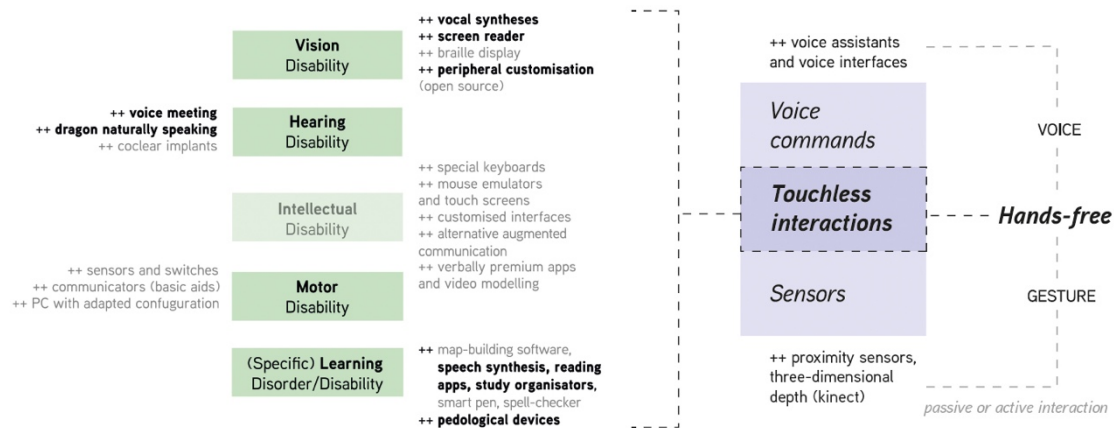 Vision
Disability
++ vocal syntheses
++ screen reader
++ braille display
++ peripheral customisation
(open source)
++ voice meeting
++ dragon naturally speaking
++ coclear implants
Hearing
Disability
Intellectual
Disability
++ special keyboards
++ mouse emulators
and touch screens
++ customised interfaces
++ alternative augmented
communication
++ verbally premium apps
and video modelling
++ sensors and switches
++ communicators (basic aids)
++ PC with adapted confuguration
Motor
Disability
(Specific) Learning
Disorder/Disability
++ map-building software,
speech synthesis, reading
apps, study organisators,
smart pen, spell-checker
++ pedological devices
++ voice assistants
and voice interfaces
Voice
commands
Touchless
interactions
Sensors
++ proximity sensors,
three-dimensional
depth (kinect)
VOICE
Hands-free
GESTURE
passive or active interaction